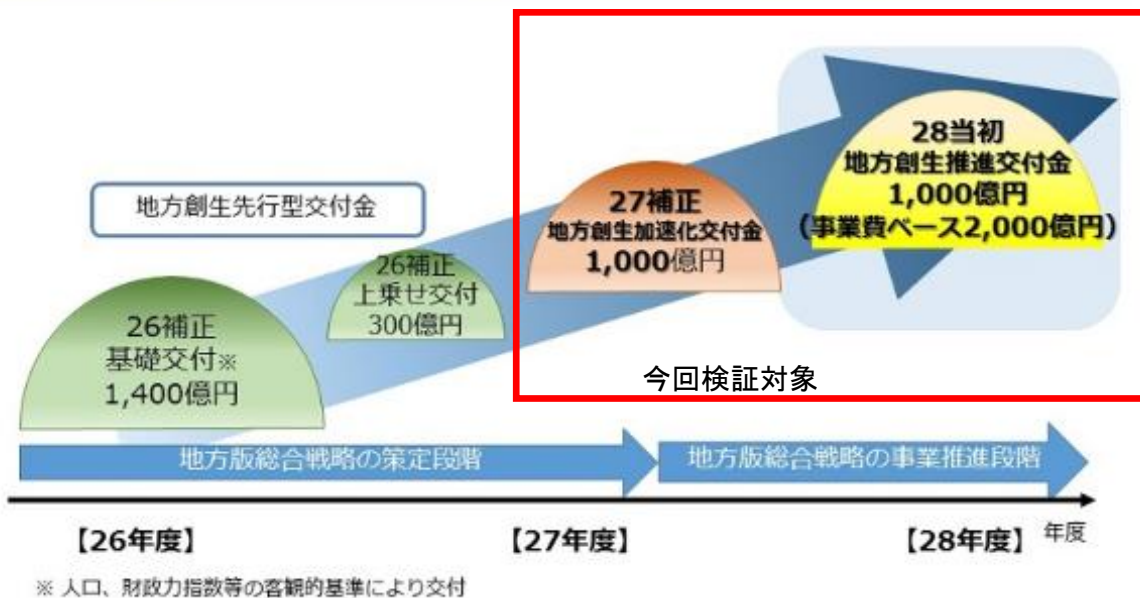 地方創生先行型交付金
26補正
基礎交付※
1,400億円
26補正
上乗せ交付
300億円
27補正
地方創生加速化交付金
1,000億円
28当初
地方創生推進交付金
1,000億円
(事業費ベース2,000億円)
今回検証対象
地方版総合戦略の策定段階
地方版総合戦略の事業推進段階
【26年度】
【27年度】
【28年度】
年度
※ 人口、財政力指数等の客観的基準により交付